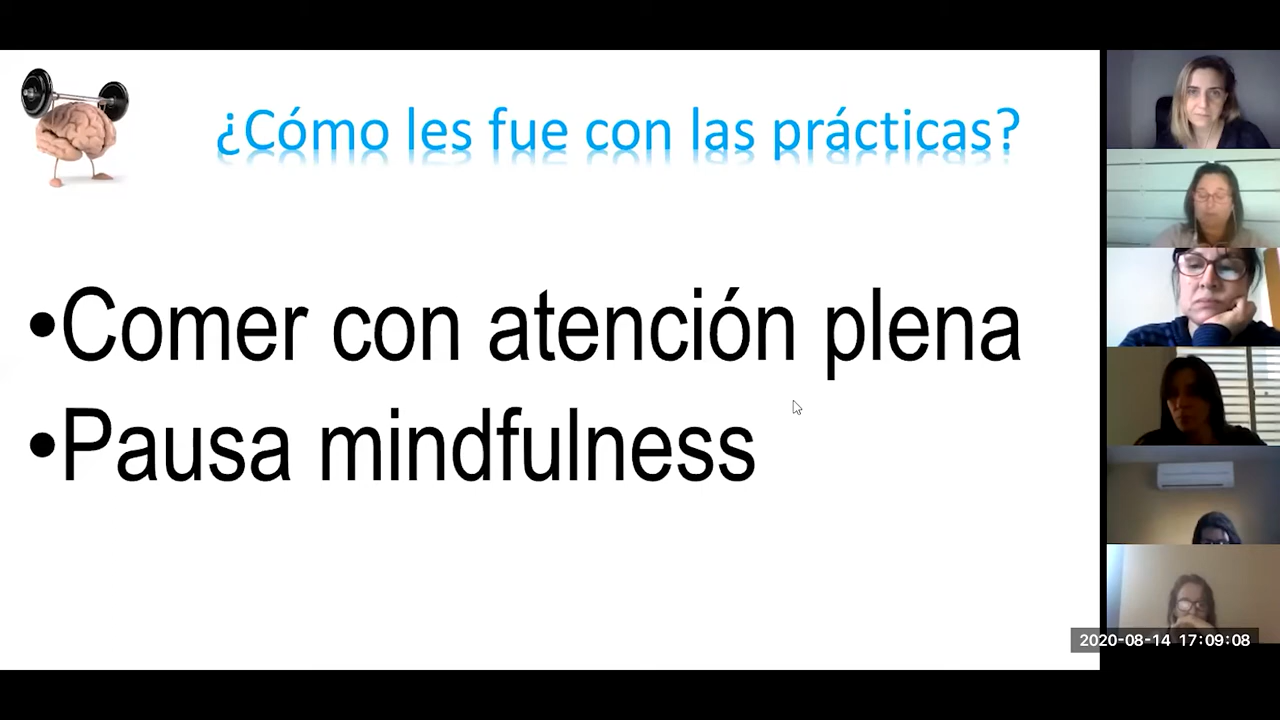 ¿Cómo les fue con las prácticas?
•Comer con atención plena
•Pausa mindfulness
2020-08-14 17:09:08